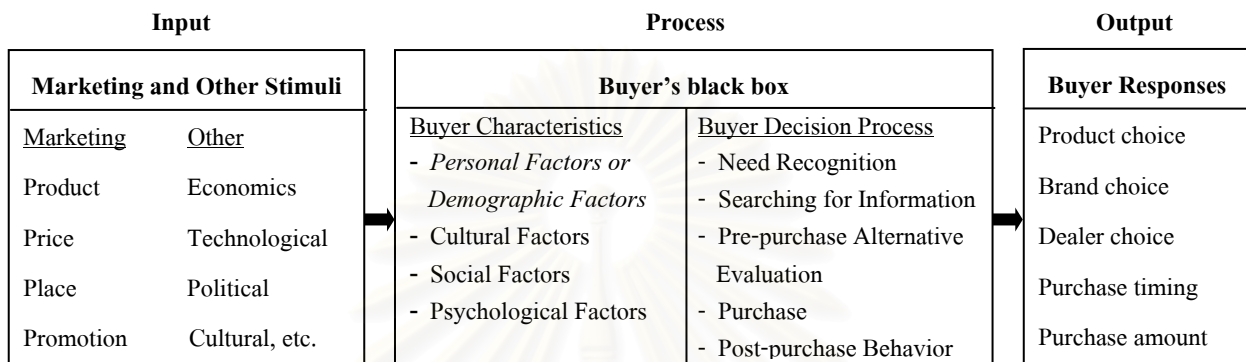 Input
Process
Output
Marketing and Other Stimuli
Marketing Other
Product Economics
Price Technological
Place Political
Promotion Cultural, etc.
Buyer’s black box
Buyer Characteristics
- Personal Factors or
Demographic Factors
- Cultural Factors
- Social Factors
- Psychological Factors
Buyer Decision Process
- Need Recognition
- Searching for Information
- Pre-purchase Alternative
Evaluation
- Purchase
- Post-purchase Behavior
Buyer Responses
Product choice
Brand choice
Dealer choice
Purchase timing
Purchase amount